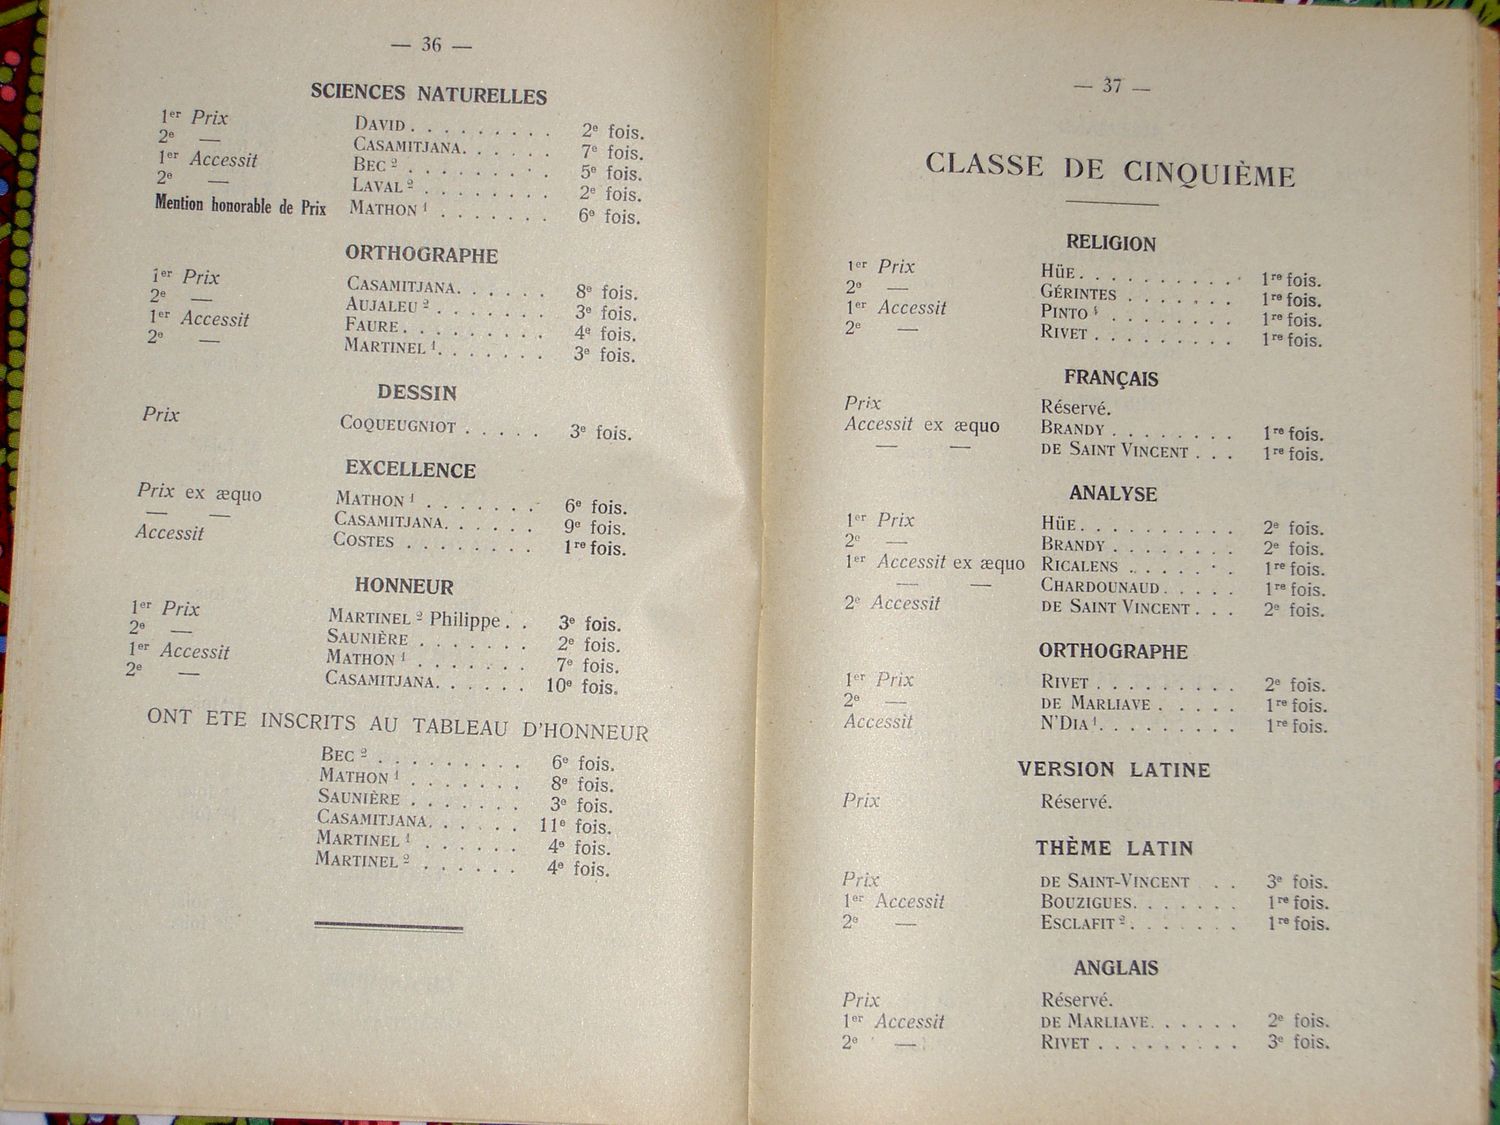 — 36 —
SCIENCES NATURELLES
1er Prix DAVID. . . . . . . . . 2e fois.
2e — CASAMITJANA. . . . . . 7e fois.
1er Accessit BEC 2 . . . . . . . . 5e fois.
2e — LAVAL 2 . . . . . . . . 2e fois.
Mention honorable de Prix MATHON 1 . . . . . . . 6e fois.
ORTHOGRAPHE
1er Prix CASAMITJANA. . . . . . 8e fois.
2e — AUJALEU 2 . . . . . . . 3e fois.
1er Accessit FAURE. . . . . . . . . 4e fois.
2e — MARTINEL 1. . . . . . . 3e fois.
DESSIN
Prix COQUEUGNIOT . . . . . 3e fois.
EXCELLENCE
Prix ex æquo MATHON 1 . . . . . . . 6e fois.
— — CASAMITJANA. . . . . . 9e fois.
Accessit COSTES . . . . . . . . 1re fois.
HONNEUR
1er Prix MARTINEL 2 Philippe . . 3e fois.
2e — SAUNIÈRE . . . . . . . 2e fois.
1er Accessit MATHON 1 . . . . . . . 7e fois.
2e — CASAMITJANA. . . . . . 10e fois.
ONT ETE INSCRITS AU TABLEAU D'HONNEUR
BEC 2 . . . . . . . . . 6e fois.
MATHON 1 . . . . . . . 8e fois.
SAUNIÈRE . . . . . . . 3e fois.
CASAMITJANA. . . . . . 11e fois.
MARTINEL 1 . . . . . . 4e fois.
MARTINEL 2 . . . . . . 4e fois.
— 37 —
CLASSE DE CINQUIÈME
RELIGION
1er Prix HÜE. . . . . . . . . . 1re fois.
2e — GÉRINTES . . . . . . . 1re fois.
1er Accessit PINTO 1 . . . . . . . . 1re fois.
2e — RIVET . . . . . . . . . 1re fois.
FRANÇAIS
Prix Réservé.
Accessit ex æquo BRANDY . . . . . . . . 1re fois.
— — DE SAINT VINCENT . . . 1re fois.
ANALYSE
1er Prix HÜE. . . . . . . . . . 2e fois.
2e — BRANDY . . . . . . . . 2e fois.
1er Accessit ex æquo RICALENS . . . . . . . 1re fois.
— — CHARDOUNAUD. . . . . 1re fois.
2e Accessit DE SAINT VINCENT . . . 2e fois.
ORTHOGRAPHE
1er Prix RIVET . . . . . . . . . 2e fois.
2e — DE MARLIAVE . . . . . 1re fois.
Accessit N'DIA 1. . . . . . . . . 1re fois.
VERSION LATINE
Prix Réservé.
THÈME LATIN
Prix DE SAINT-VINCENT . . 3e fois.
1er Accessit BOUZIGUES. . . . . . . 1re fois.
2e — ESCLAFIT 2. . . . . . . 1re fois.
ANGLAIS
Prix Réservé.
1er Accessit DE MARLIAVE. . . . . . 2e fois.
2e — RIVET . . . . . . . . . 3e fois.